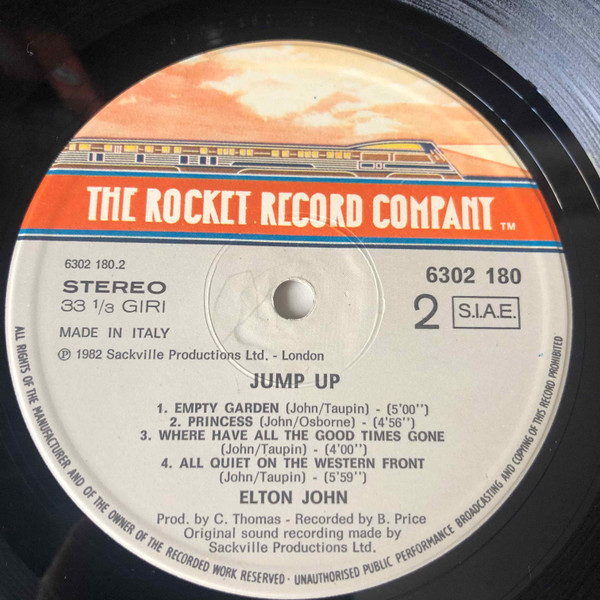 THE ROCKET RECORD COMPANY TM
6302 180.2
6302 180
STEREO
33 1/3 GIRI
2
S.I.A.E.
MADE IN ITALY
℗ 1982 Sackville Productions Ltd. - London
JUMP UP
1. EMPTY GARDEN (John/Taupin) - (5'00")
2. PRINCESS (John/Osborne) - (4'56")
3. WHERE HAVE ALL THE GOOD TIMES GONE
(John/Taupin) - (4'00")
4. ALL QUIET ON THE WESTERN FRONT
(John/Taupin) - (5'59")
ELTON JOHN
Prod. by C. Thomas - Recorded by B. Price
Original sound recording made by
Sackville Productions Ltd.
ALL RIGHTS OF THE MANUFACTURER AND OF THE OWNER OF THE RECORDED WORK RESERVED · UNAUTHORISED PUBLIC PERFORMANCE BROADCASTING AND COPYING OF THIS RECORD PROHIBITED